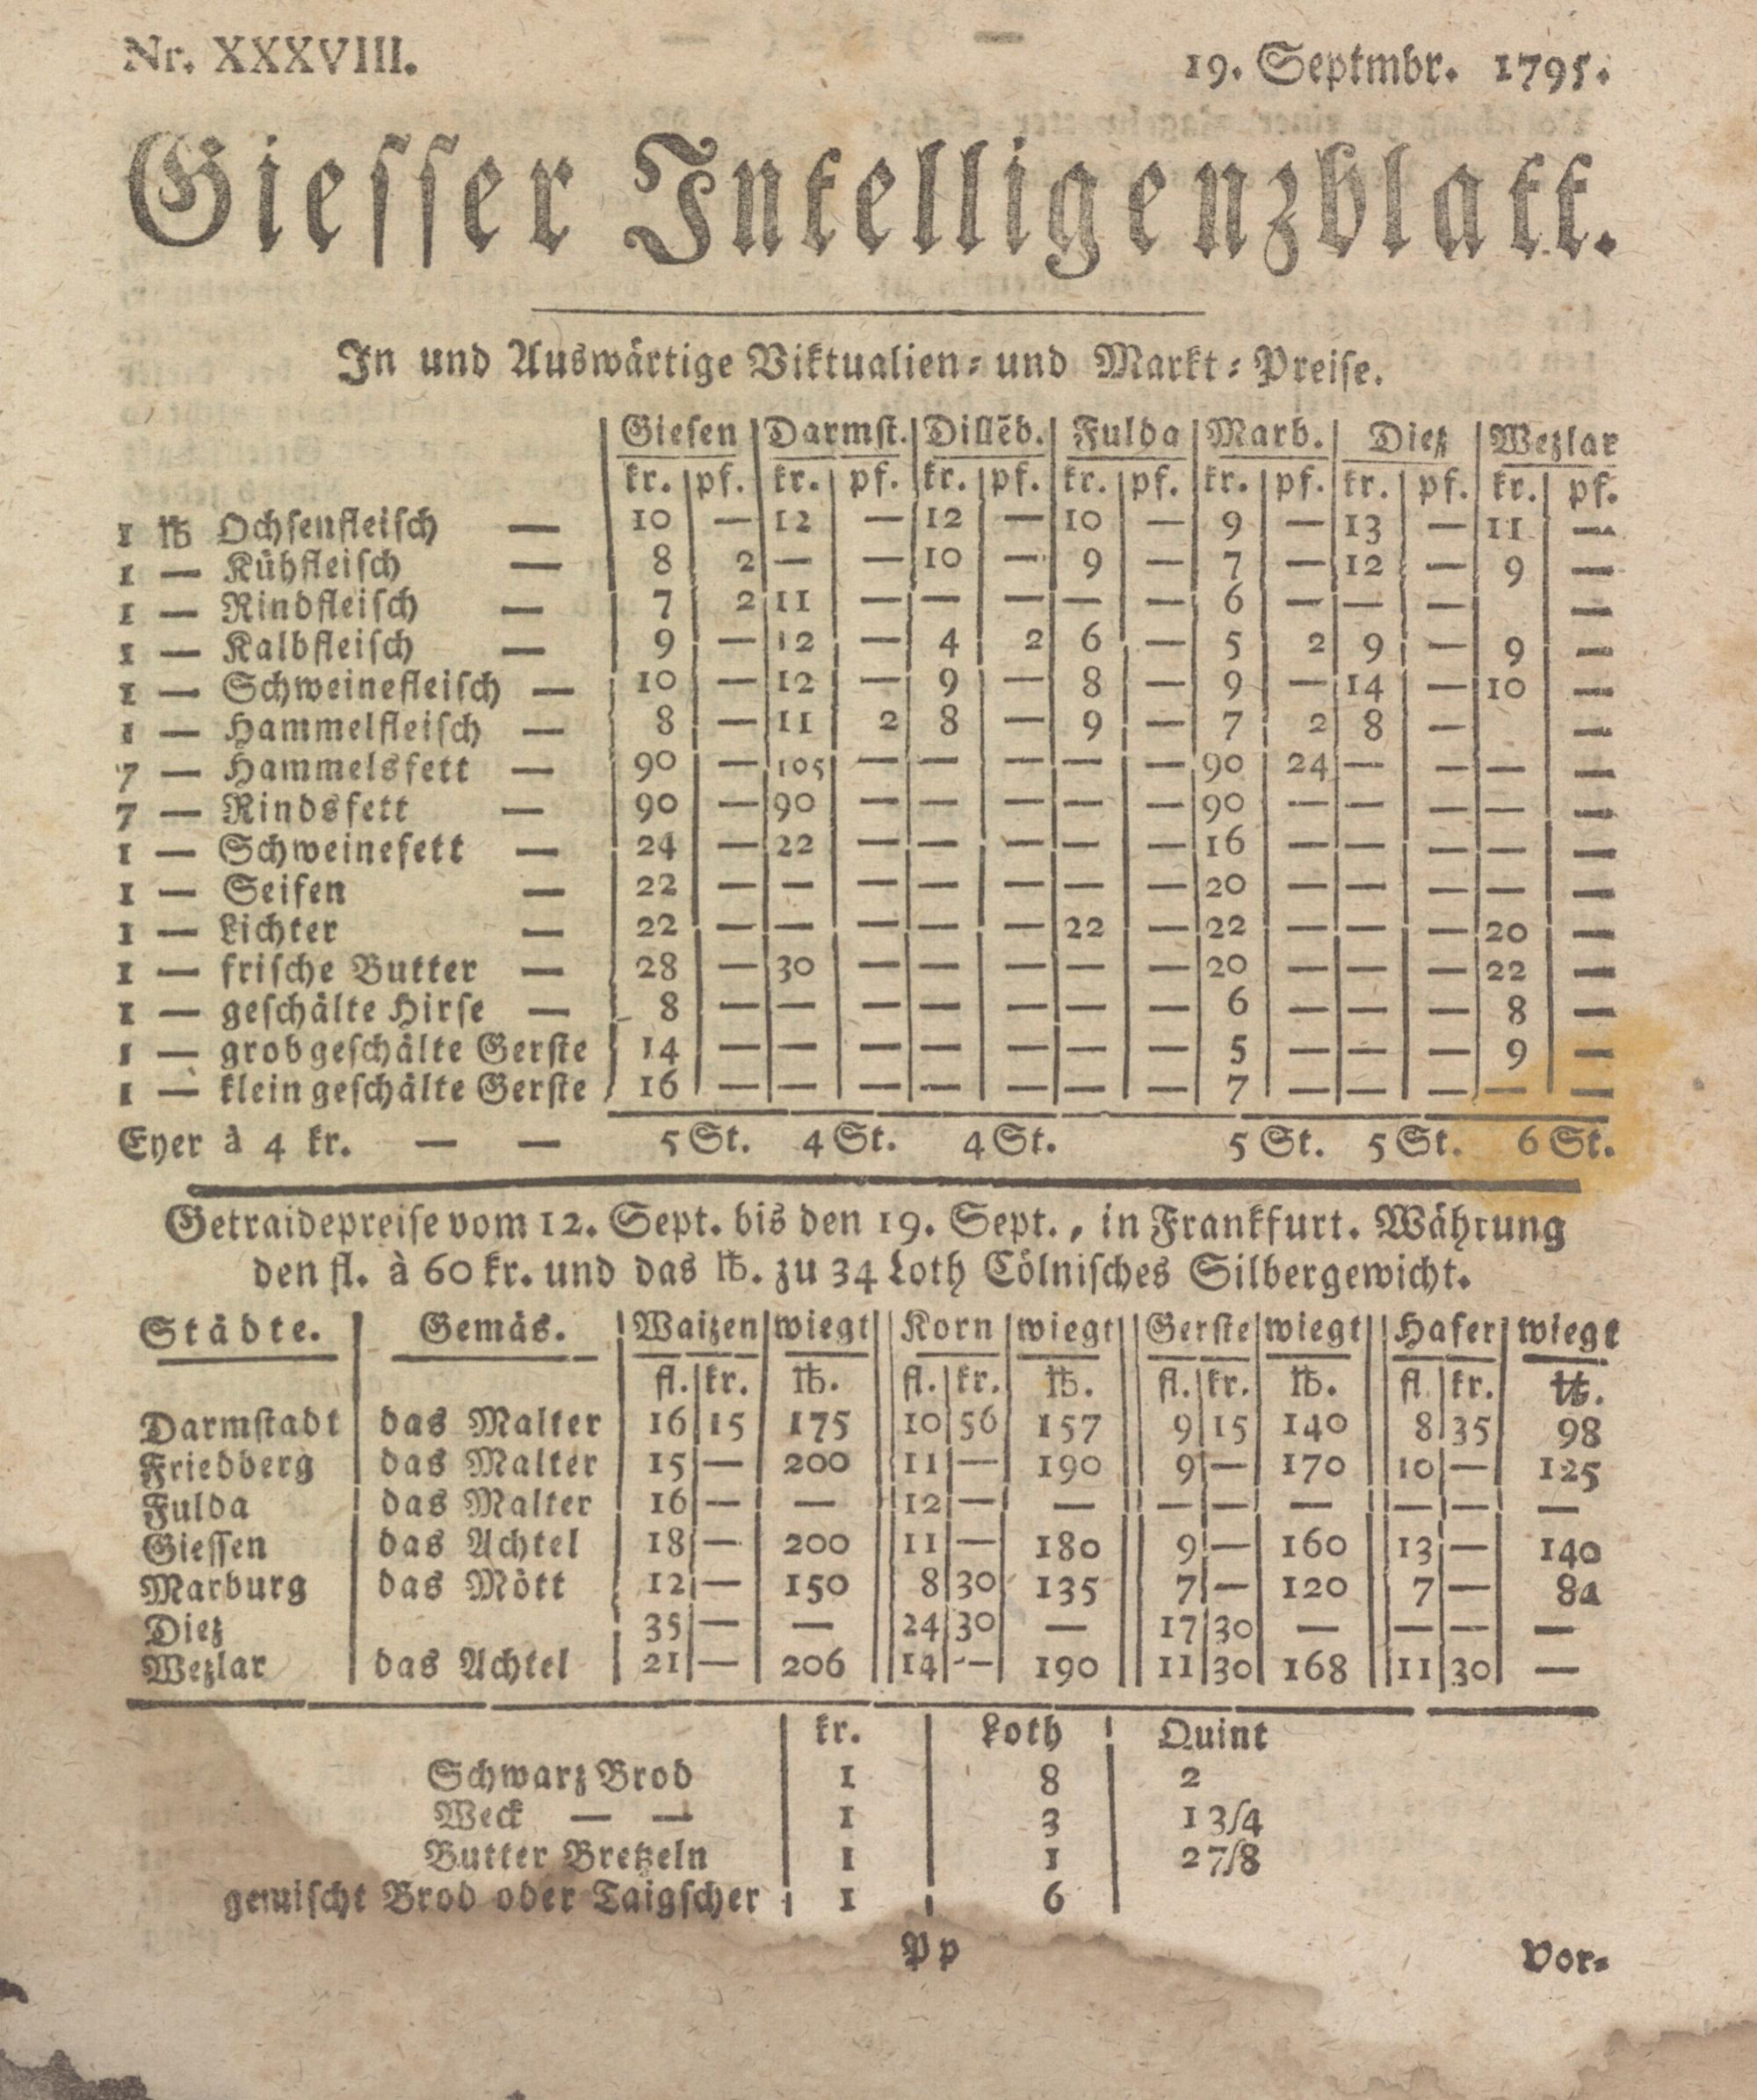 Nr. XXXVIII. 19. Septmbr. 1795.
Giesser Intelligenzblatt.
In und Auswärtige Viktualien- und Markt-Preise.
Giesen | Darmst. | Dillēb. | Fulda | Marb. | Dietz | Wetzlar
kr. | pf. | kr. | pf. | kr. | pf. | kr. | pf. | kr. | pf. | kr. | pf. | kr. | pf.
1 ℔ Ochsenfleisch — | 10 | — | 12 | — | 12 | — | 10 | — | 9 | — | 13 | — | 11 | —
1 — Kühfleisch — | 8 | 2 | — | — | 10 | — | 9 | — | 7 | — | 12 | — | 9 | —
1 — Rindfleisch — | 7 | 2 | 11 | — | — | — | — | — | 6 | — | — | — | | —
1 — Kalbfleisch — | 9 | — | 12 | — | 4 | 2 | 6 | — | 5 | 2 | 9 | — | 9 | —
1 — Schweinefleisch — | 10 | — | 12 | — | 9 | — | 8 | — | 9 | — | 14 | — | 10 | —
1 — Hammelfleisch — | 8 | — | 11 | 2 | 8 | — | 9 | — | 7 | 2 | 8 | — | | —
7 — Hammelsfett — | 90 | — | 105 | — | — | — | — | — | 90 | 24 | — | — | — | —
7 — Rindsfett — | 90 | — | 90 | — | — | — | — | — | 90 | — | — | — | — | —
1 — Schweinefett — | 24 | — | 22 | — | — | — | — | — | 16 | — | — | — | — | —
1 — Seifen — | 22 | — | — | — | — | — | — | — | 20 | — | — | — | — | —
1 — Lichter — | 22 | — | — | — | — | — | 22 | — | 22 | — | — | — | 20 | —
1 — frische Butter — | 28 | — | 30 | — | — | — | — | — | 20 | — | — | — | 22 | —
1 — geschälte Hirse — | 8 | — | — | — | — | — | — | — | 6 | — | — | — | 8 | —
1 — grob geschälte Gerste | 14 | — | — | — | — | — | — | — | 5 | — | — | — | 9 | —
1 — klein geschälte Gerste | 16 | — | — | — | — | — | — | — | 7 | — | — | — | — | —
Eyer à 4 kr. — — 5 St. 4 St. 4 St. 5 St. 5 St. 6 St.
Getraidepreise vom 12. Sept. bis den 19. Sept., in Frankfurt. Währung
den fl. à 60 kr. und das ℔. zu 34 Loth Cölnisches Silbergewicht.
Städte. | Gemäs. | Waitzen | wiegt | Korn | wiegt | Gerste | wiegt | Hafer | wiegt
fl. | kr. | ℔. | fl. | kr. | ℔. | fl. | kr. | ℔. | fl. | kr. | ℔.
Darmstadt | das Malter | 16 | 15 | 175 | 10 | 56 | 157 | 9 | 15 | 140 | 8 | 35 | 98
Friedberg | das Malter | 15 | — | 200 | 11 | — | 190 | 9 | — | 170 | 10 | — | 125
Fulda | das Malter | 16 | — | — | 12 | — | — | — | — | — | — | — | —
Giessen | das Achtel | 18 | — | 200 | 11 | — | 180 | 9 | — | 160 | 13 | — | 140
Marburg | das Mött | 12 | — | 150 | 8 | 30 | 135 | 7 | — | 120 | 7 | —
Dietz | | 35 | — | — | 24 | 30 | — | 17 | 30 | — | — | — | —
Wetzlar | das Achtel | 21 | — | 206 | 14 | — | 190 | 11 | 30 | 168 | 11 | 30 | —
kr. | Loth | Quint
Schwarz Brod | 1 | 8 | 2
Weck — — | 1 | 3 | 1 3/4
Butter Bretzeln | 1 | 1 | 2 7/8
gemischt Brod oder Taigscher | 1 | 6
Pp
Vor-